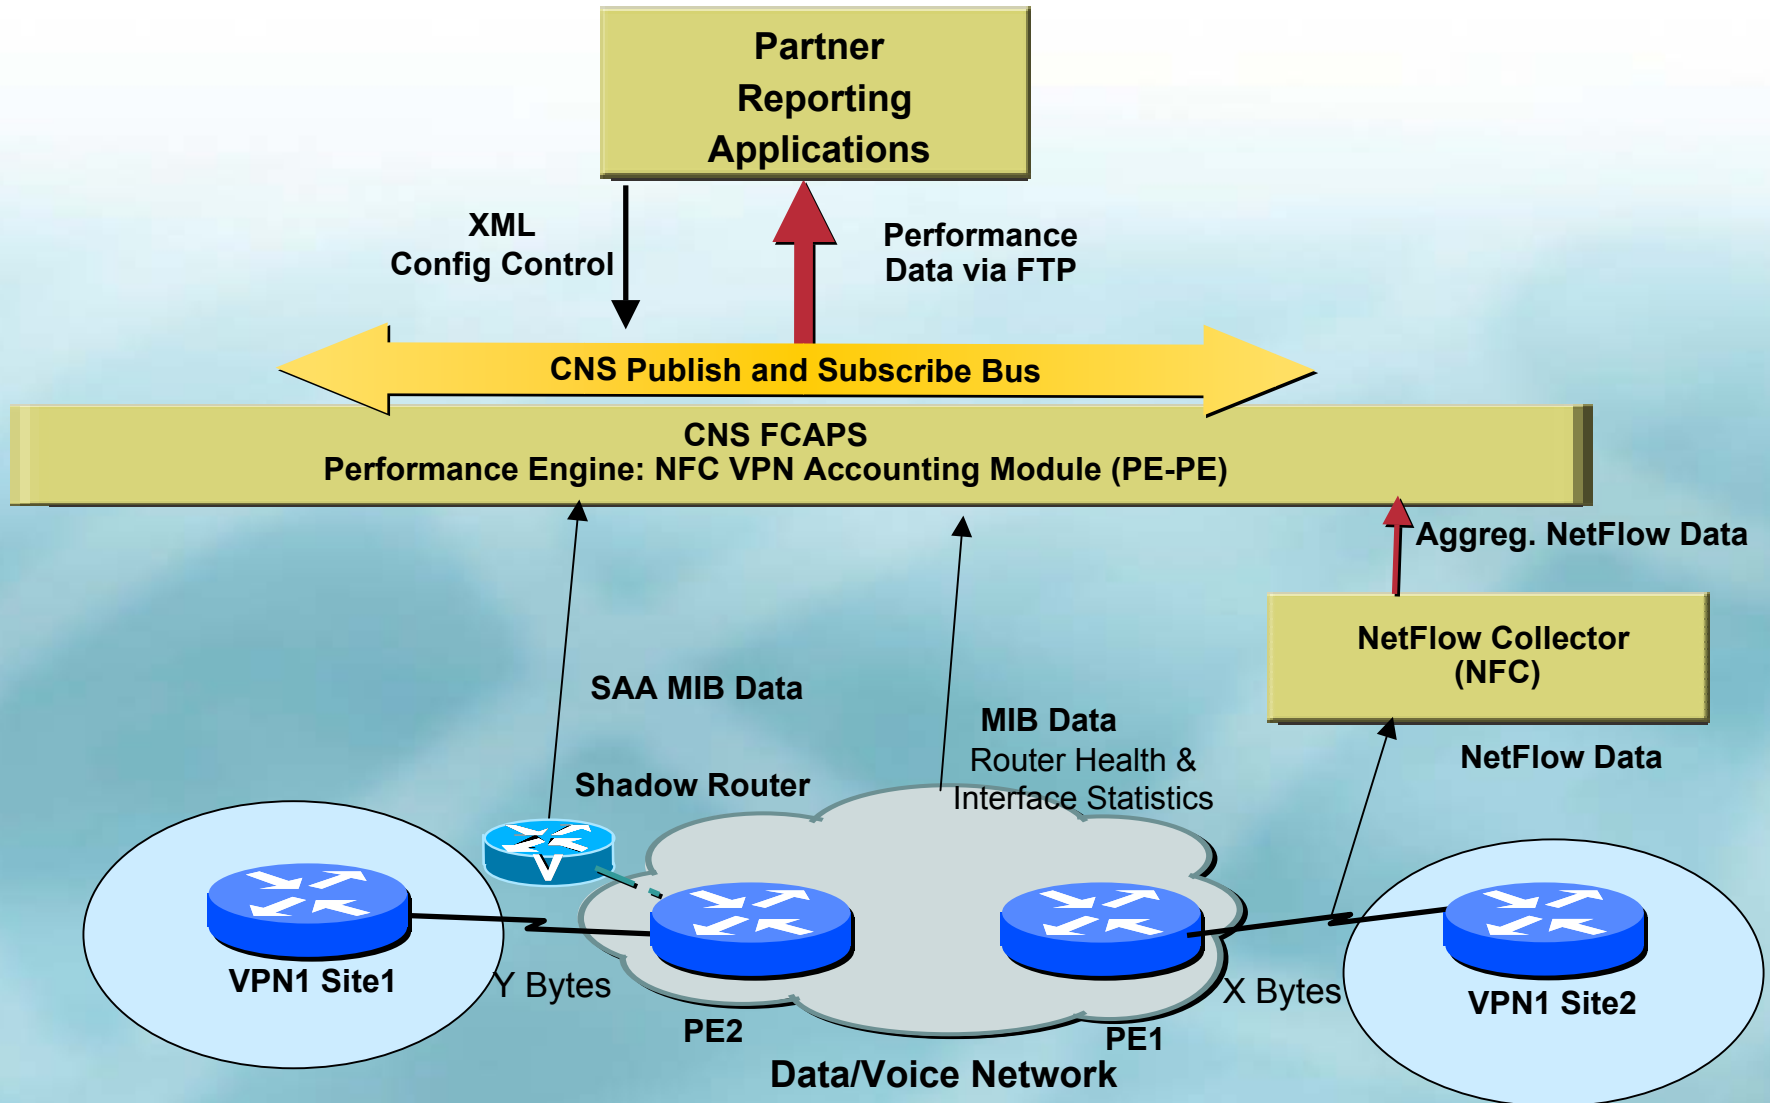 Partner
Reporting
Applications
XML
Config Control
Performance
Data via FTP
CNS Publish and Subscribe Bus
CNS FCAPS
Performance Engine: NFC VPN Accounting Module (PE-PE)
Aggreg. NetFlow Data
NetFlow Collector
(NFC)
SAA MIB Data
MIB Data
Router Health &
Interface Statistics
NetFlow Data
Shadow Router
V
VPN1 Site1
Y Bytes
PE2
PE1
X Bytes
VPN1 Site2
Data/Voice Network